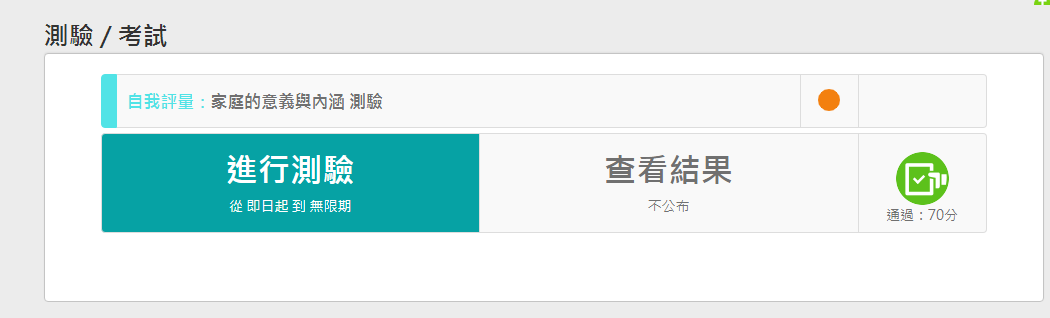 測驗 / 考試
自我評量：家庭的意義與內涵 測驗
進行測驗
從 即日起 到 無限期
查看結果
不公布
通過：70分